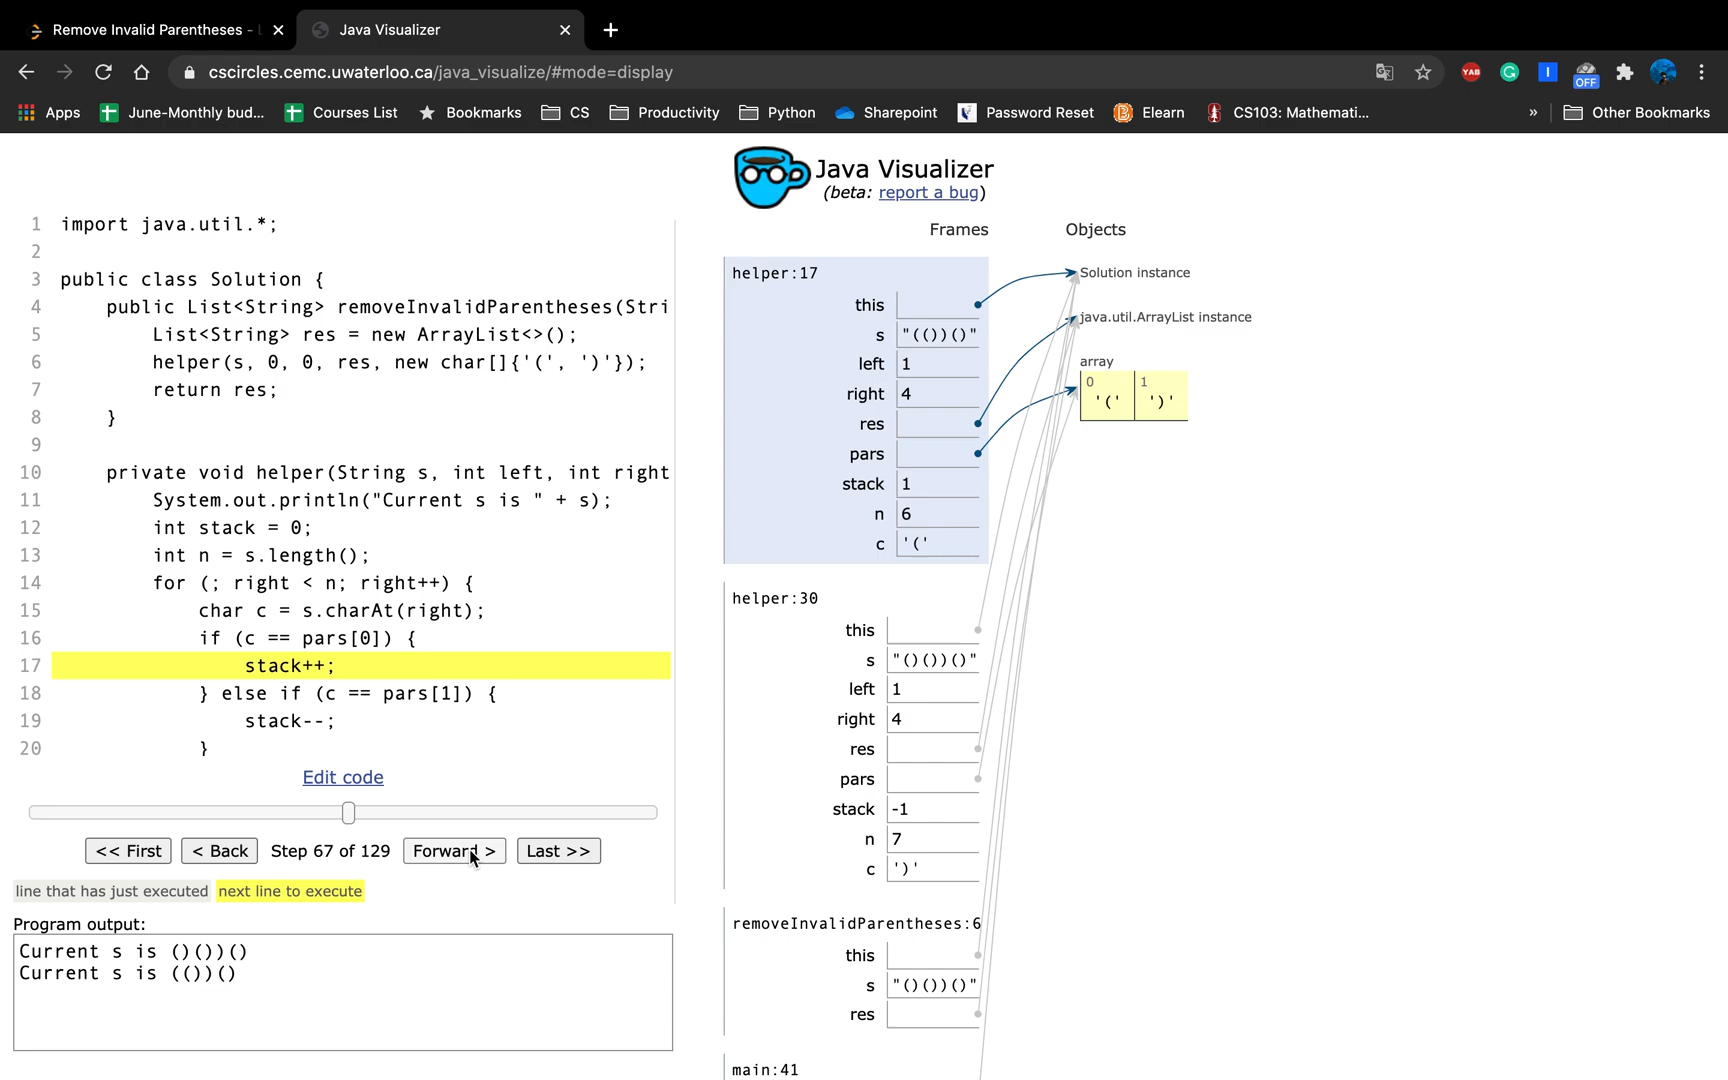 Remove Invalid Parentheses -
Java Visualizer
cscircles.cemc.uwaterloo.ca/java_visualize/#mode=display
YAB
G
I
OFF
Apps
June-Monthly bud...
Courses List
Bookmarks
CS
Productivity
Python
Sharepoint
Password Reset
Elearn
CS103: Mathemati...
»
Other Bookmarks
Java Visualizer
(beta: report a bug)
Frames
Objects
1 import java.util.*;
2
3 public class Solution {
4 public List<String> removeInvalidParentheses(Stri
5 List<String> res = new ArrayList<>();
6 helper(s, 0, 0, res, new char[]{'(', ')'});
7 return res;
8 }
9
10 private void helper(String s, int left, int right
11 System.out.println("Current s is " + s);
12 int stack = 0;
13 int n = s.length();
14 for (; right < n; right++) {
15 char c = s.charAt(right);
16 if (c == pars[0]) {
17 stack++;
18 } else if (c == pars[1]) {
19 stack--;
20 }
Edit code
<< First
< Back
Step 67 of 129
Forward >
Last >>
line that has just executed next line to execute
Program output:
Current s is ()())()
Current s is (())()
helper:17
this
s "(())()"
left 1
right 4
res
pars
stack 1
n 6
c '('
helper:30
this
s "()())()"
left 1
right 4
res
pars
stack -1
n 7
c ')'
removeInvalidParentheses:6
this
s "()())()"
res
main:41
Solution instance
java.util.ArrayList instance
array
0 1
'(' ')'